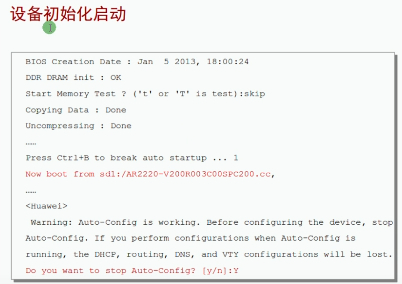 设备初始化启动
BIOS Creation Date : Jan 5 2013, 18:00:24
DDR DRAM init : OK
Start Memory Test ? ('t' or 'T' is test):skip
Copying Data : Done
Uncompressing : Done
……
Press Ctrl+B to break auto startup ... 1
Now boot from sd1:/AR2220-V200R003C00SPC200.cc,
……
<Huawei>
Warning: Auto-Config is working. Before configuring the device, stop
Auto-Config. If you perform configurations when Auto-Config is
running, the DHCP, routing, DNS, and VTY configurations will be lost.
Do you want to stop Auto-Config? [y/n]:Y